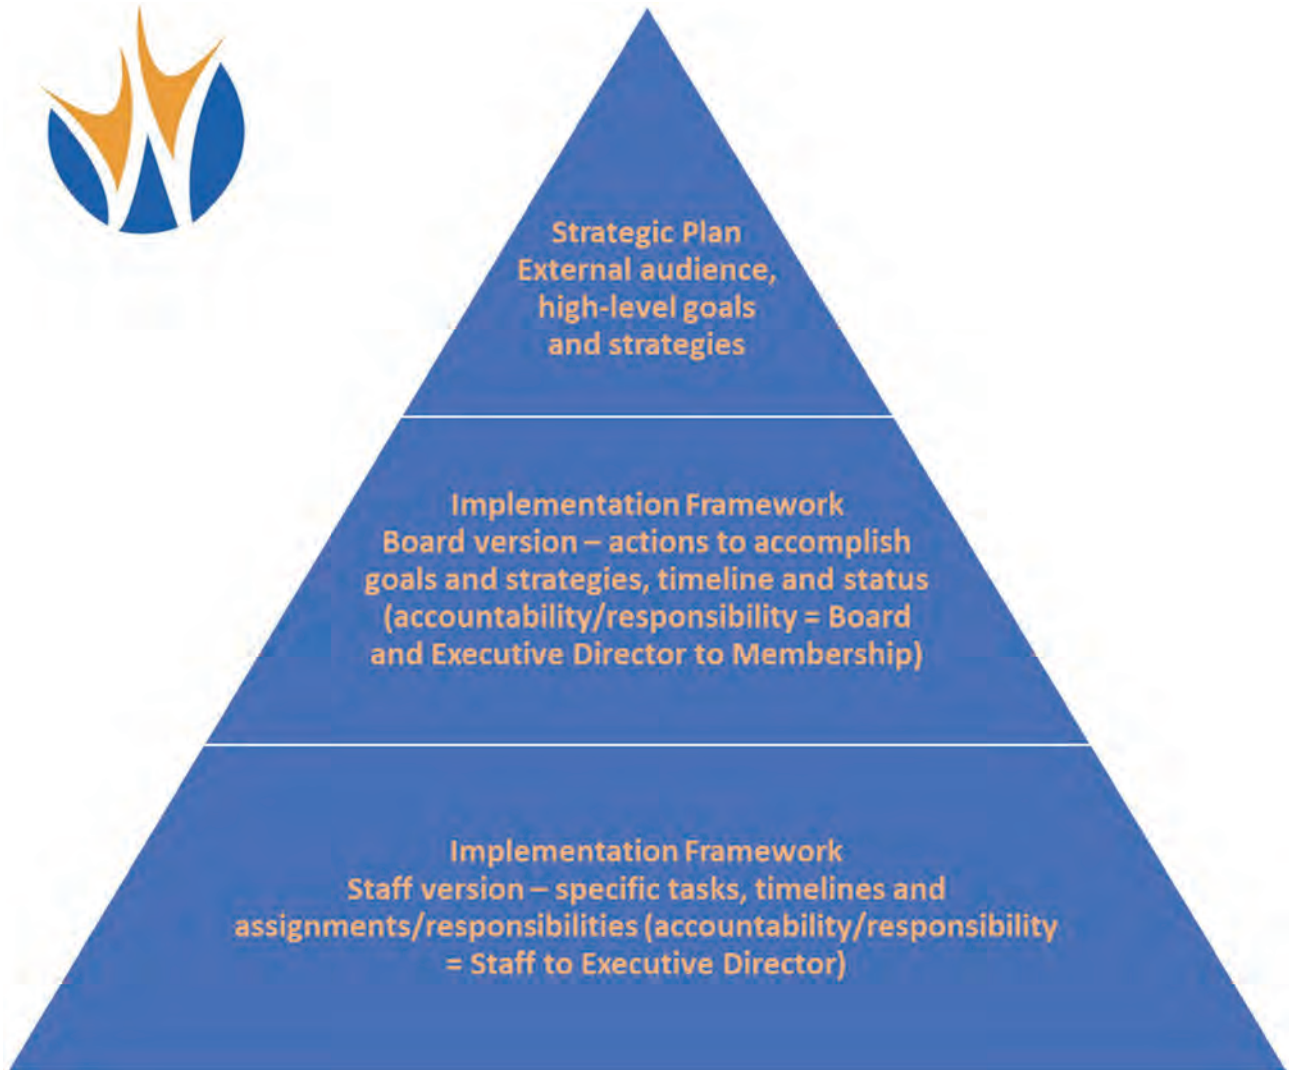 Strategic Plan
External audience,
high-level goals
and strategies
Implementation Framework
Board version – actions to accomplish
goals and strategies, timeline and status
(accountability/responsibility = Board
and Executive Director to Membership)
Implementation Framework
Staff version – specific tasks, timelines and
assignments/responsibilities (accountability/responsibility
= Staff to Executive Director)